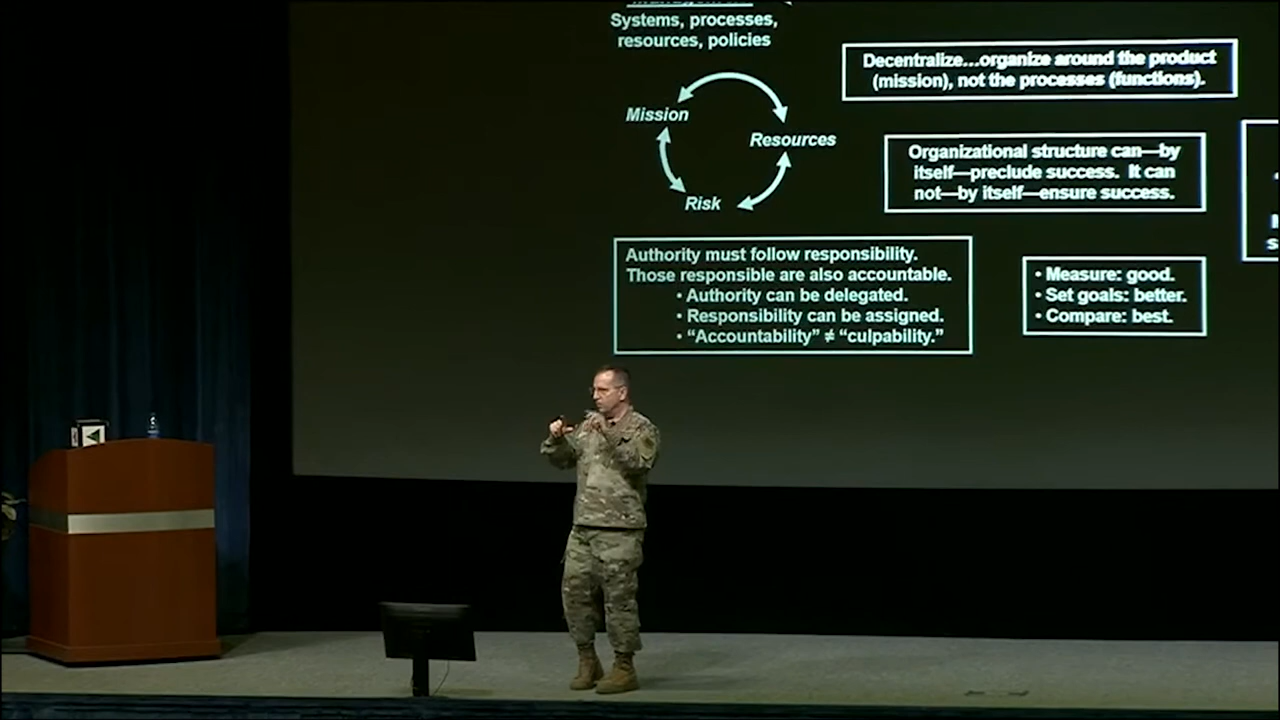 Systems, processes,
resources, policies
Mission
Resources
Risk
Decentralize...organize around the product
(mission), not the processes (functions).
Organizational structure can—by
itself—preclude success. It can
not—by itself—ensure success.
Authority must follow responsibility.
Those responsible are also accountable.
• Authority can be delegated.
• Responsibility can be assigned.
• “Accountability” ≠ “culpability.”
• Measure: good.
• Set goals: better.
• Compare: best.